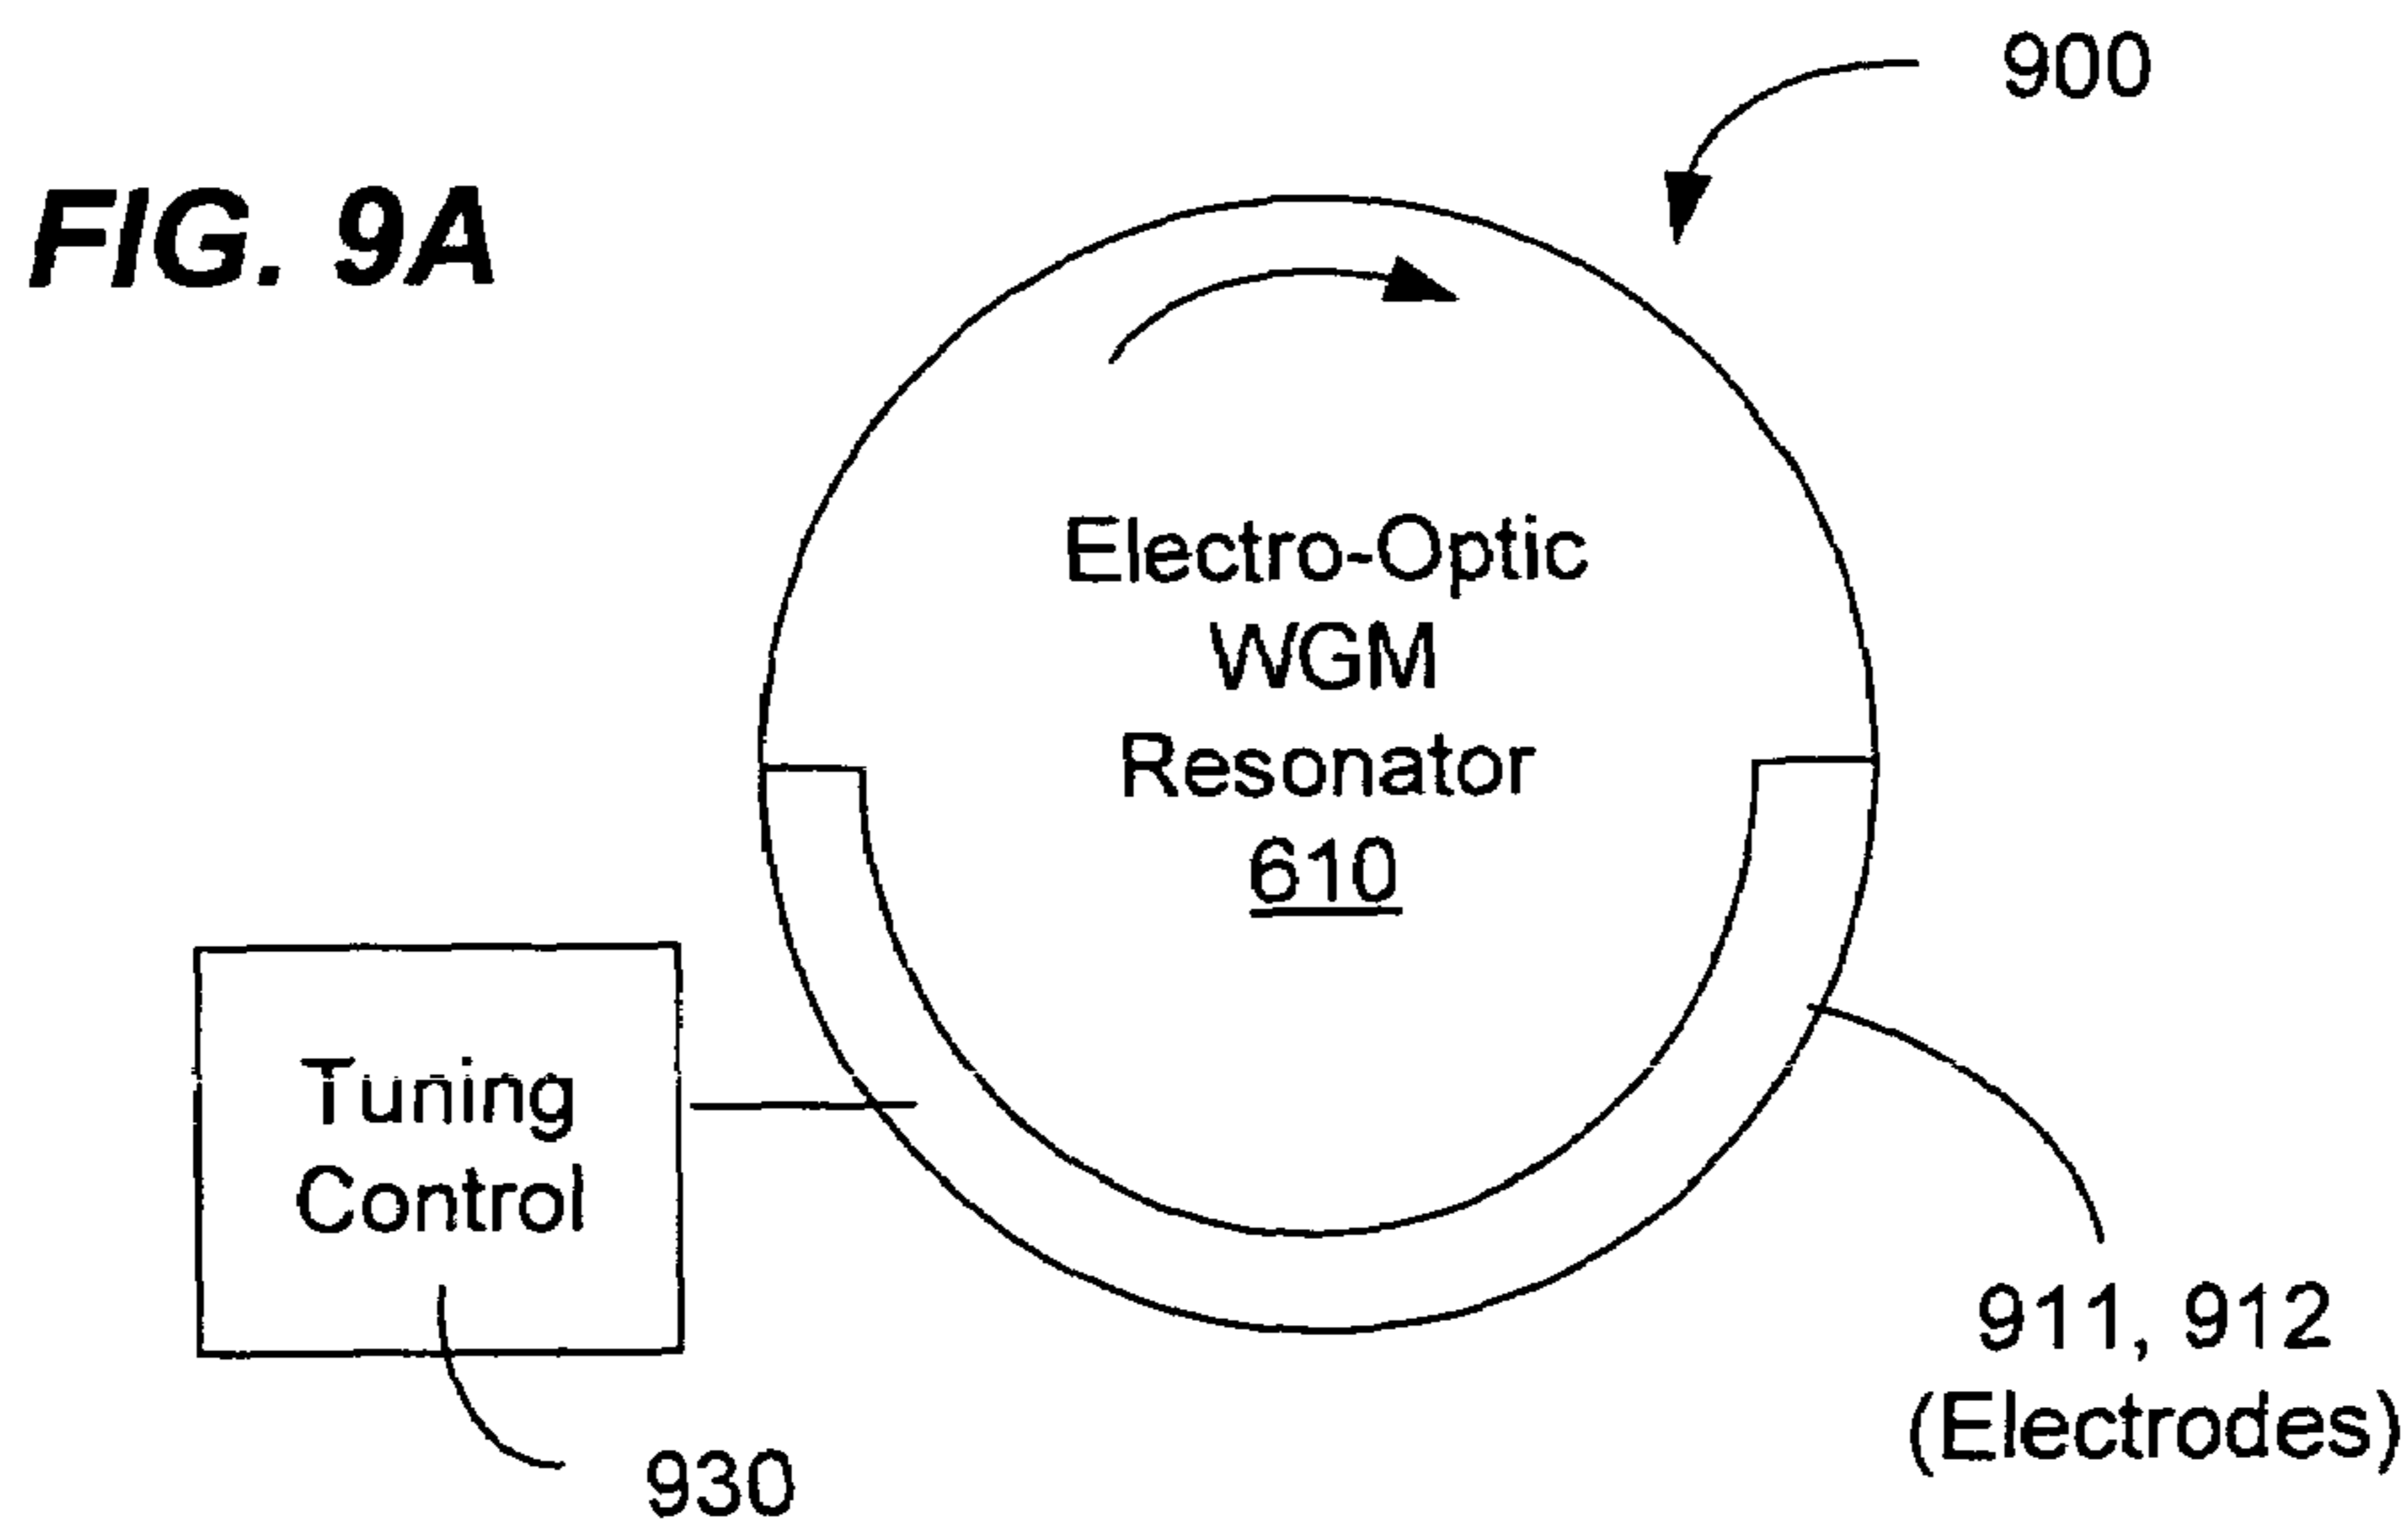 FIG. 9A
900
Electro-Optic
WGM
Resonator
610
Tuning
Control
930
911, 912
(Electrodes)